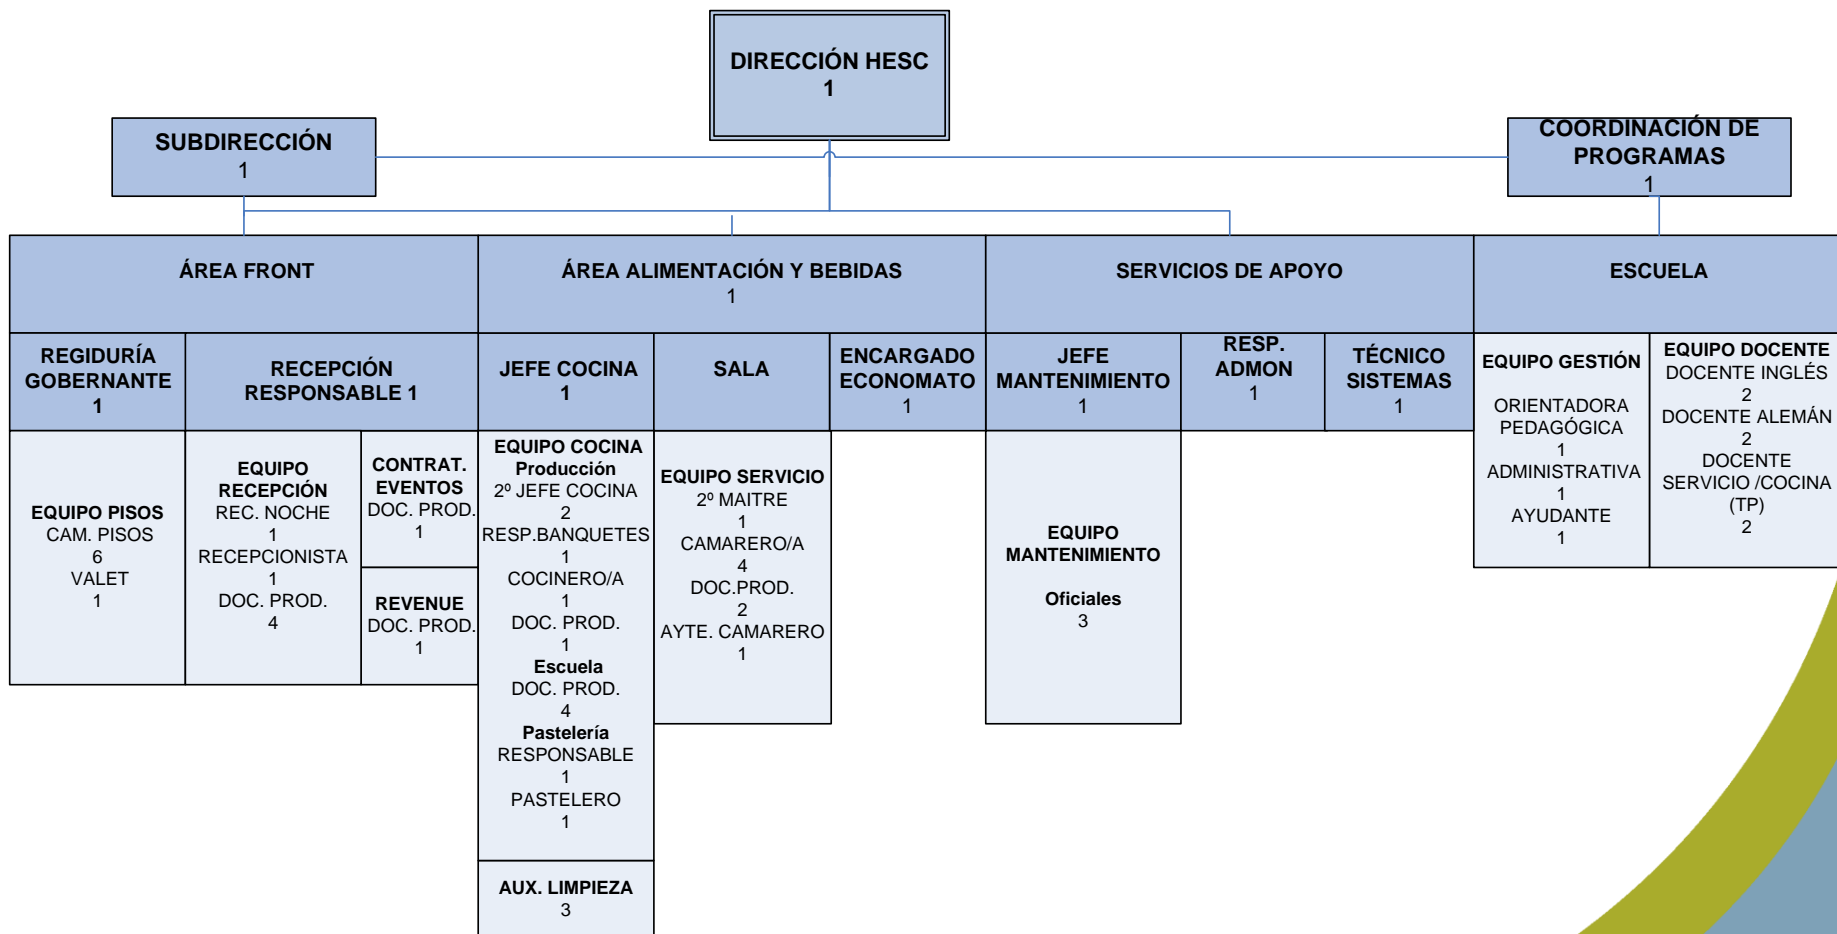 DIRECCIÓN HESC
1
SUBDIRECCIÓN
1
COORDINACIÓN DE
PROGRAMAS
1
ÁREA FRONT
ÁREA ALIMENTACIÓN Y BEBIDAS
1
SERVICIOS DE APOYO
ESCUELA
REGIDURÍA
GOBERNANTE
1
RECEPCIÓN
RESPONSABLE 1
JEFE COCINA
1
SALA
ENCARGADO
ECONOMATO
1
JEFE
MANTENIMIENTO
1
RESP.
ADMON
1
TÉCNICO
SISTEMAS
1
EQUIPO PISOS
CAM. PISOS
6
VALET
1
EQUIPO
RECEPCIÓN
REC. NOCHE
1
RECEPCIONISTA
1
DOC. PROD.
4
CONTRAT.
EVENTOS
DOC. PROD.
1
REVENUE
DOC. PROD.
1
EQUIPO COCINA
Producción
2º JEFE COCINA
2
RESP.BANQUETES
1
COCINERO/A
1
DOC. PROD.
1
Escuela
DOC. PROD.
4
Pastelería
RESPONSABLE
1
PASTELERO
1
AUX. LIMPIEZA
3
EQUIPO SERVICIO
2º MAITRE
1
CAMARERO/A
4
DOC.PROD.
2
AYTE. CAMARERO
1
EQUIPO
MANTENIMIENTO
Oficiales
3
EQUIPO GESTIÓN
ORIENTADORA
PEDAGÓGICA
1
ADMINISTRATIVA
1
AYUDANTE
1
EQUIPO DOCENTE
DOCENTE INGLÉS
2
DOCENTE ALEMÁN
2
DOCENTE
SERVICIO /COCINA
(TP)
2